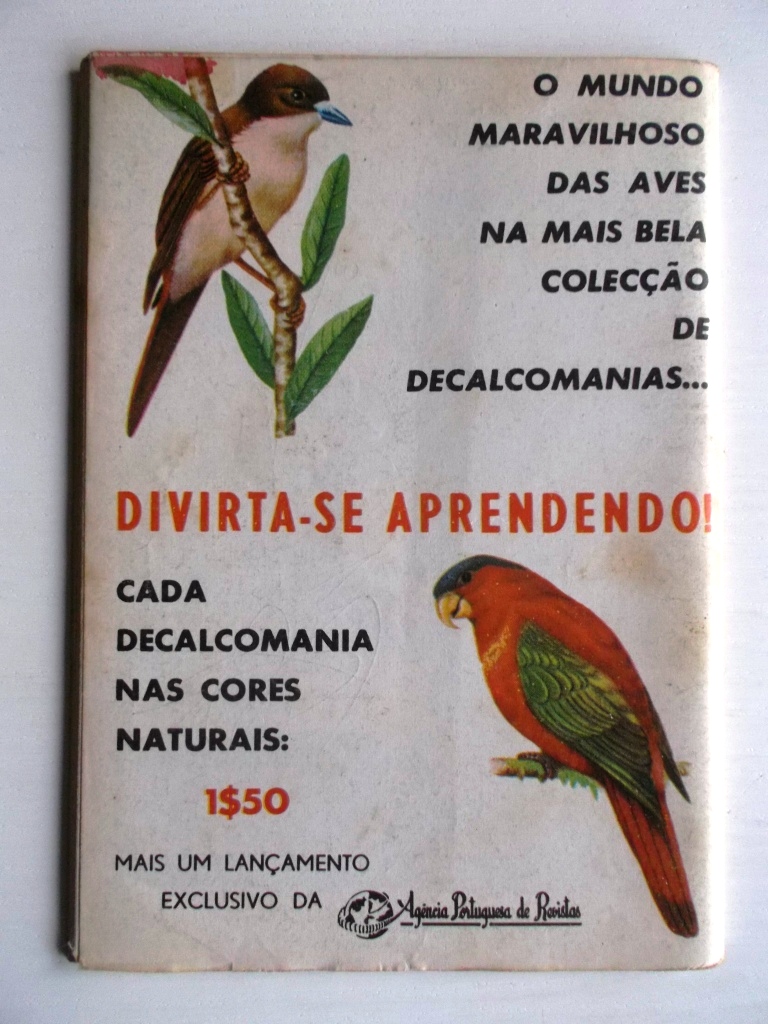 O MUNDO
MARAVILHOSO
DAS AVES
NA MAIS BELA
COLECÇÃO
DE
DECALCOMANIAS...
DIVIRTA-SE APRENDENDO!
CADA
DECALCOMANIA
NAS CORES
NATURAIS:
1$50
MAIS UM LANÇAMENTO
EXCLUSIVO DA Agência Portuguesa de Revistas